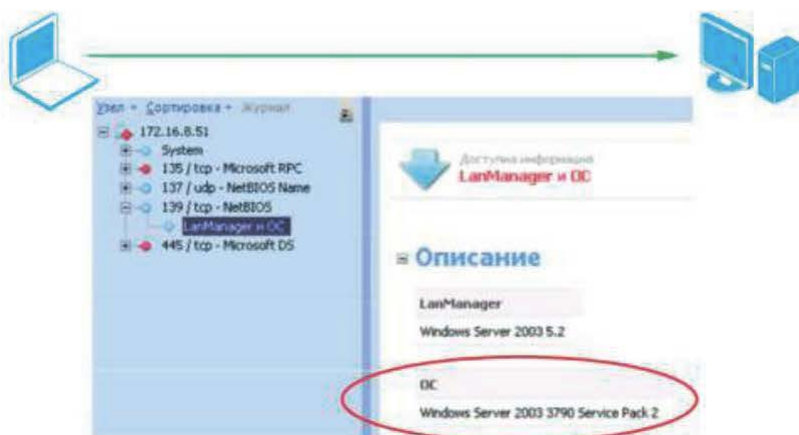 Узел Сортировка Журнал
172.16.8.51
System
135 / tcp - Microsoft RPC
137 / udp - NetBIOS Name
139 / tcp - NetBIOS
LanManager и ОС
445 / tcp - Microsoft DS
Доступна информация
LanManager и ОС
Описание
LanManager
Windows Server 2003 5.2
ОС
Windows Server 2003 3790 Service Pack 2